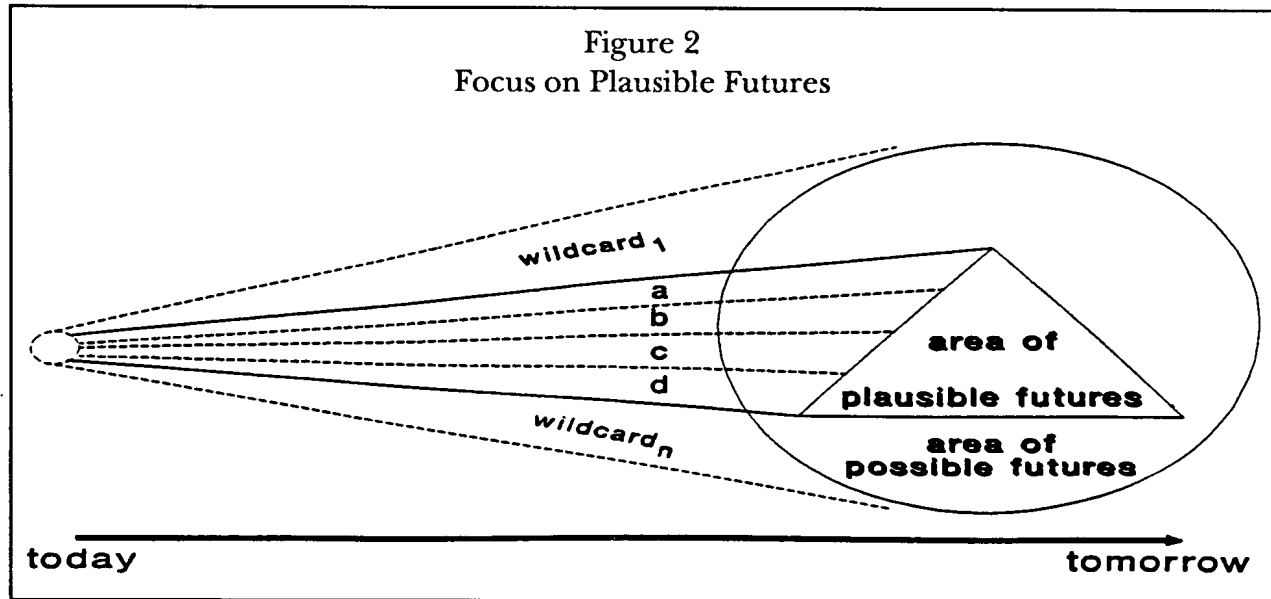 Figure 2
Focus on Plausible Futures
wildcard₁
a
b
c
d
wildcardₙ
area of
plausible futures
area of
possible futures
today
tomorrow